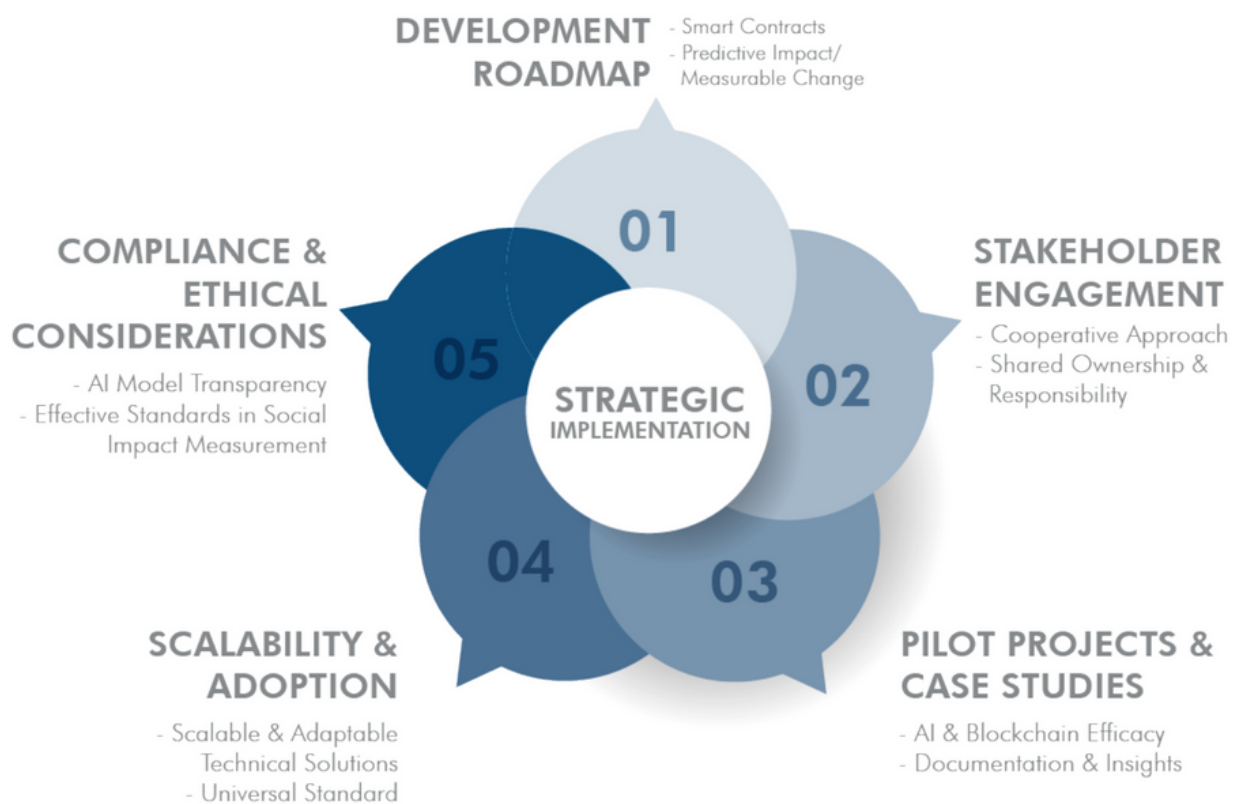 DEVELOPMENT
ROADMAP
- Smart Contracts
- Predictive Impact/
Measurable Change
01
STAKEHOLDER
ENGAGEMENT
- Cooperative Approach
- Shared Ownership &
Responsibility
02
PILOT PROJECTS &
CASE STUDIES
- AI & Blockchain Efficacy
- Documentation & Insights
03
SCALABILITY &
ADOPTION
- Scalable & Adaptable
Technical Solutions
- Universal Standard
04
COMPLIANCE &
ETHICAL
CONSIDERATIONS
- AI Model Transparency
- Effective Standards in Social
Impact Measurement
05
STRATEGIC
IMPLEMENTATION